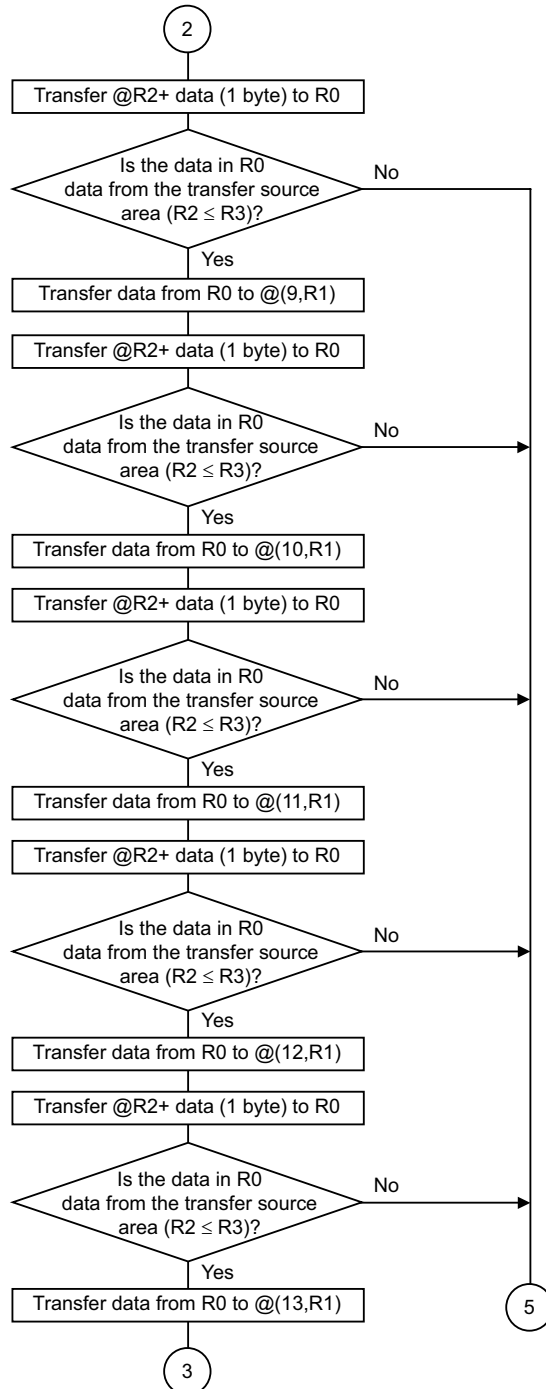 2
Transfer @R2+ data (1 byte) to R0
Is the data in R0
data from the transfer source
area (R2 ≤ R3)?
No
Yes
Transfer data from R0 to @(9,R1)
Transfer @R2+ data (1 byte) to R0
Is the data in R0
data from the transfer source
area (R2 ≤ R3)?
No
Yes
Transfer data from R0 to @(10,R1)
Transfer @R2+ data (1 byte) to R0
Is the data in R0
data from the transfer source
area (R2 ≤ R3)?
No
Yes
Transfer data from R0 to @(11,R1)
Transfer @R2+ data (1 byte) to R0
Is the data in R0
data from the transfer source
area (R2 ≤ R3)?
No
Yes
Transfer data from R0 to @(12,R1)
Transfer @R2+ data (1 byte) to R0
Is the data in R0
data from the transfer source
area (R2 ≤ R3)?
No
Yes
Transfer data from R0 to @(13,R1)
5
3